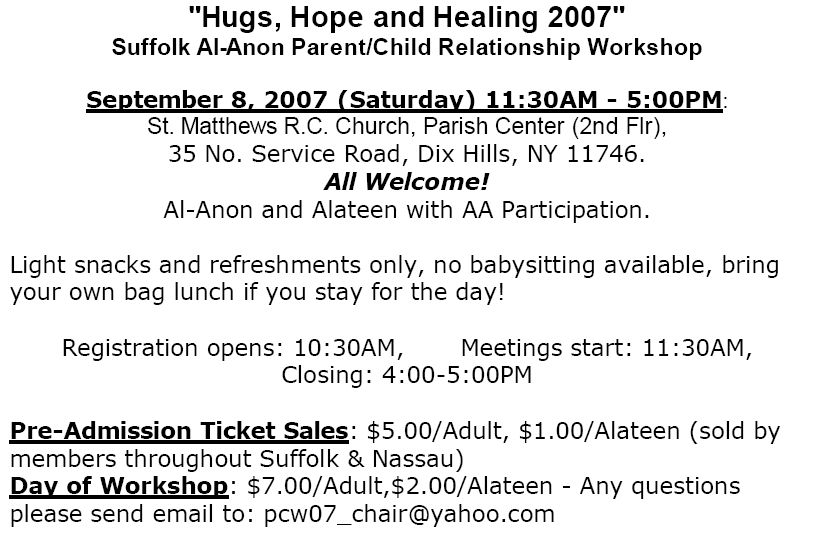 "Hugs, Hope and Healing 2007"
Suffolk Al-Anon Parent/Child Relationship Workshop
September 8, 2007 (Saturday) 11:30AM - 5:00PM:
St. Matthews R.C. Church, Parish Center (2nd Flr),
35 No. Service Road, Dix Hills, NY 11746.
All Welcome!
Al-Anon and Alateen with AA Participation.
Light snacks and refreshments only, no babysitting available, bring
your own bag lunch if you stay for the day!
Registration opens: 10:30AM, Meetings start: 11:30AM,
Closing: 4:00-5:00PM
Pre-Admission Ticket Sales: $5.00/Adult, $1.00/Alateen (sold by
members throughout Suffolk & Nassau)
Day of Workshop: $7.00/Adult,$2.00/Alateen - Any questions
please send email to: pcw07_chair@yahoo.com